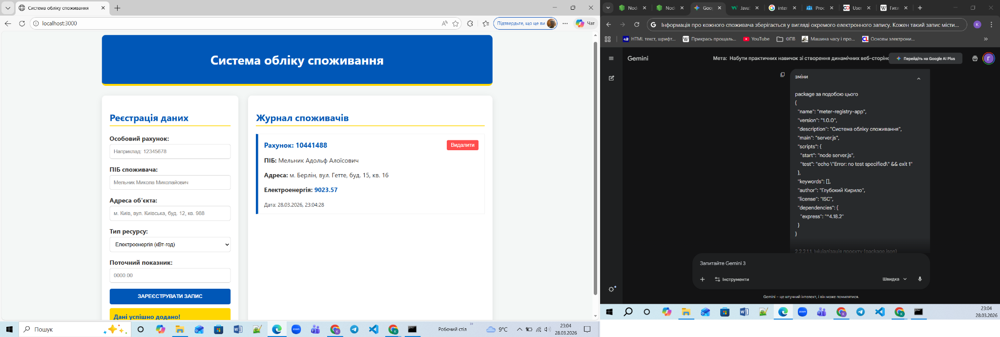 Система обліку споживання
localhost:3000
Підтвердьте, що це ви
Чат
Система обліку споживання
Реєстрація даних
Особовий рахунок:
Наприклад: 12345678
ПІБ споживача:
Мельник Микола Миколайович
Адреса об'єкта:
м. Київ, вул. Київська, буд. 12, кв. 988
Тип ресурсу:
Електроенергія (кВт-год)
Поточний показник:
0000.00
ЗАРЕЄСТРУВАТИ ЗАПИС
Дані успішно додано!
Журнал споживачів
Рахунок: 10441488
Видалити
ПІБ: Мельник Адольф Алоїсович
Адреса: м. Берлін, вул. Гетте, буд. 15, кв. 16
Електроенергія: 9023.57
Дата: 28.03.2026, 23:04:28
Пошук
Робочий стіл
9°C
23:04
28.03.2026
Node
Node
Goo
Java
inter
Proc
User
Гитл
Інформація про кожного споживача зберігається у вигляді окремого електронного запису. Кожен такий запис місти...
K
HTML текст, шрифт...
Прикрась прощаль...
YouTube
ФПВ
Машина часу і про...
Основы электрони...
Gemini
Мета: Набути практичних навичок зі створення динамічних веб-сторінок
Перейдіть на Google AI Plus
Г
зміни
package за подобою цього
{
"name": "meter-registry-app",
"version": "1.0.0",
"description": "Система обліку споживання",
"main": "server.js",
"scripts": {
"start": "node server.js",
"test": "echo \"Error: no test specified\" && exit 1"
},
"keywords": [],
"author": "Глубокий Кирило",
"license": "ISC",
"dependencies": {
"express": "^4.18.2"
}
}
2.2.2.1.1. Ініціалізація проєкту (package.json)
Запитайте Gemini 3
Інструменти
Швидка
Gemini – це штучний інтелект, і він може помилятися.
23:04
28.03.2026